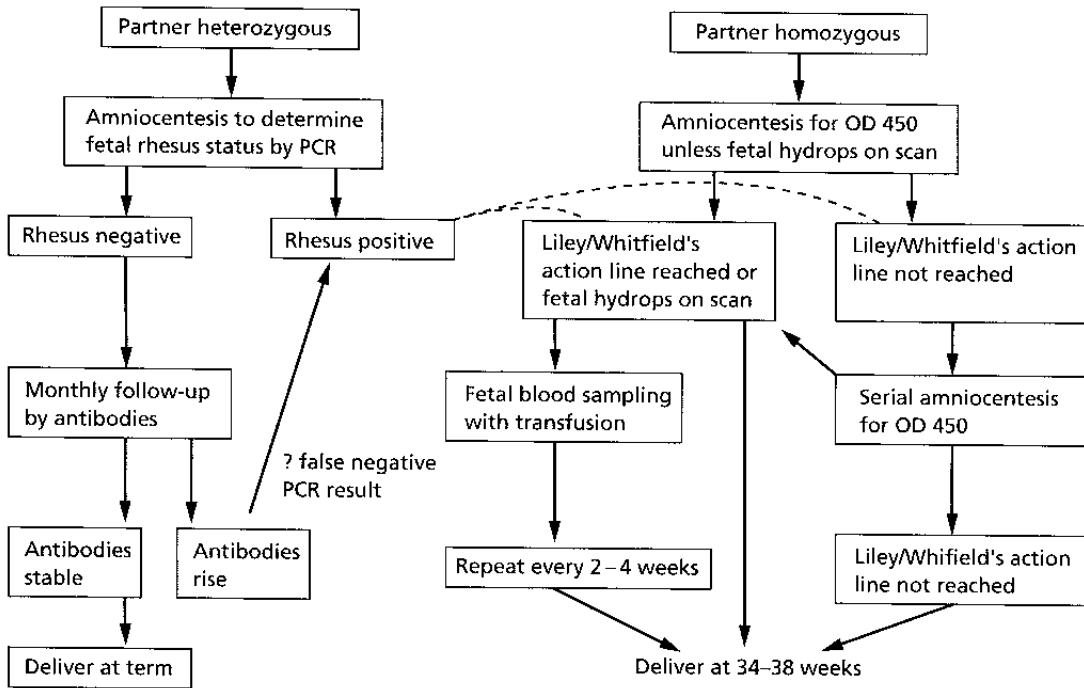 Partner heterozygous
Partner homozygous
Amniocentesis to determine
fetal rhesus status by PCR
Amniocentesis for OD 450
unless fetal hydrops on scan
Rhesus negative
Rhesus positive
Liley/Whitfield's
action line reached or
fetal hydrops on scan
Liley/Whitfield's action
line not reached
Monthly follow-up
by antibodies
Fetal blood sampling
with transfusion
Serial amniocentesis
for OD 450
? false negative
PCR result
Antibodies
stable
Antibodies
rise
Repeat every 2–4 weeks
Liley/Whifield's action
line not reached
Deliver at term
Deliver at 34–38 weeks